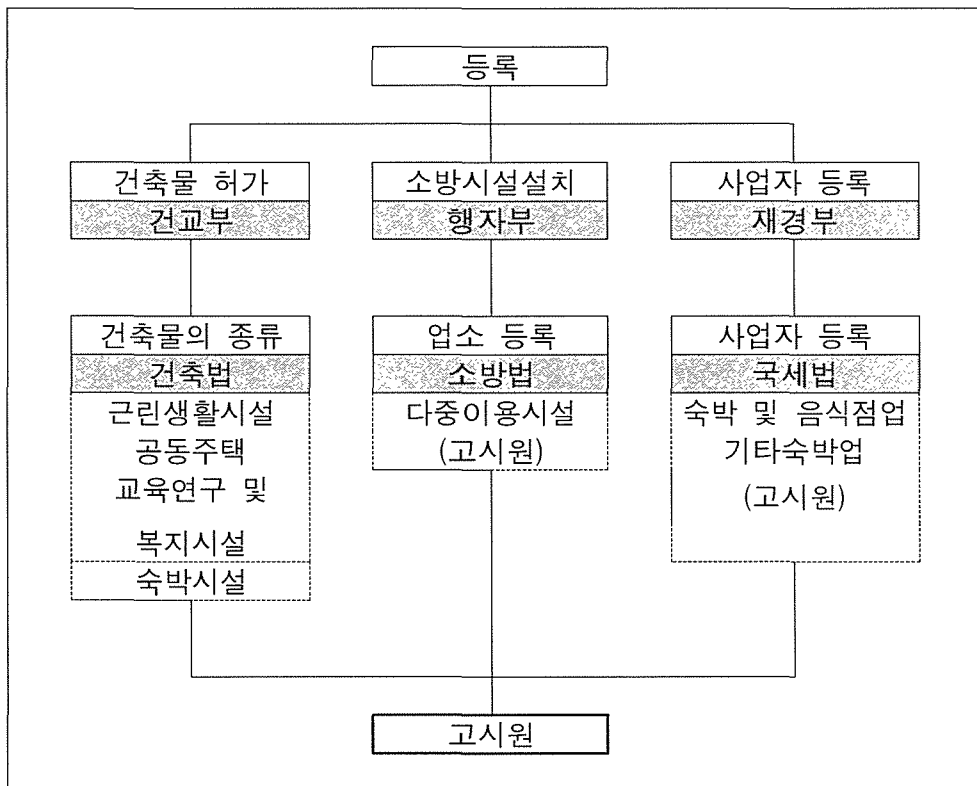 등록
건축물 허가
건교부
소방시설설치
행자부
사업자 등록
재경부
건축물의 종류
건축법
근린생활시설
공동주택
교육연구 및
복지시설
숙박시설
업소 등록
소방법
다중이용시설
(고시원)
사업자 등록
국세법
숙박 및 음식점업
기타숙박업
(고시원)
고시원